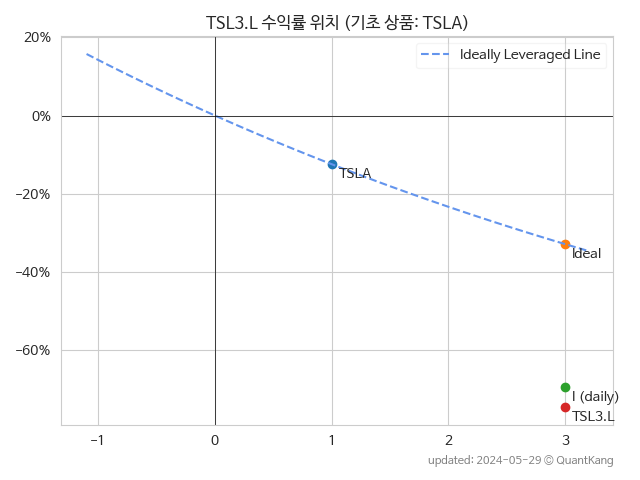 TSL3.L 수익률 위치 (기초 상품: TSLA)
20%
0%
−20%
−40%
−60%
Ideally Leveraged Line
TSLA
Ideal
I (daily)
TSL3.L
−1
0
1
2
3
updated: 2024-05-29 © QuantKang